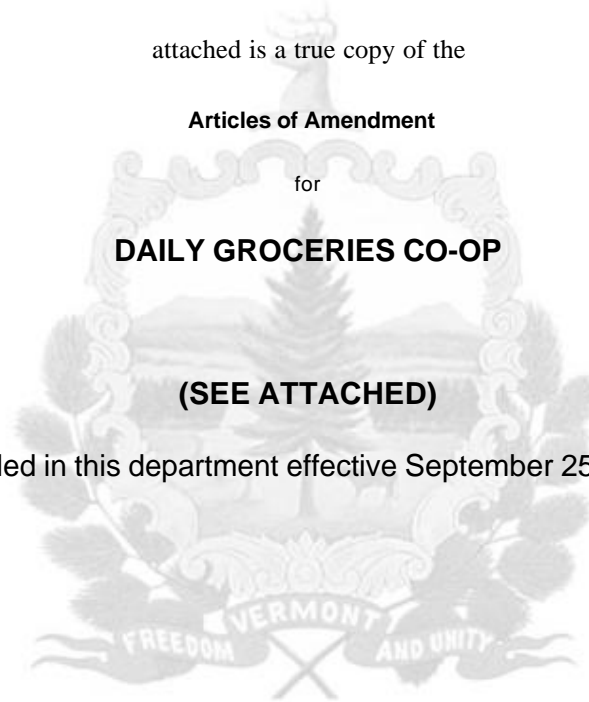 attached is a true copy of the
Articles of Amendment
for
DAILY GROCERIES CO-OP
(SEE ATTACHED)
led in this department effective September 25
FREEDOM VERMONT AND UNITY